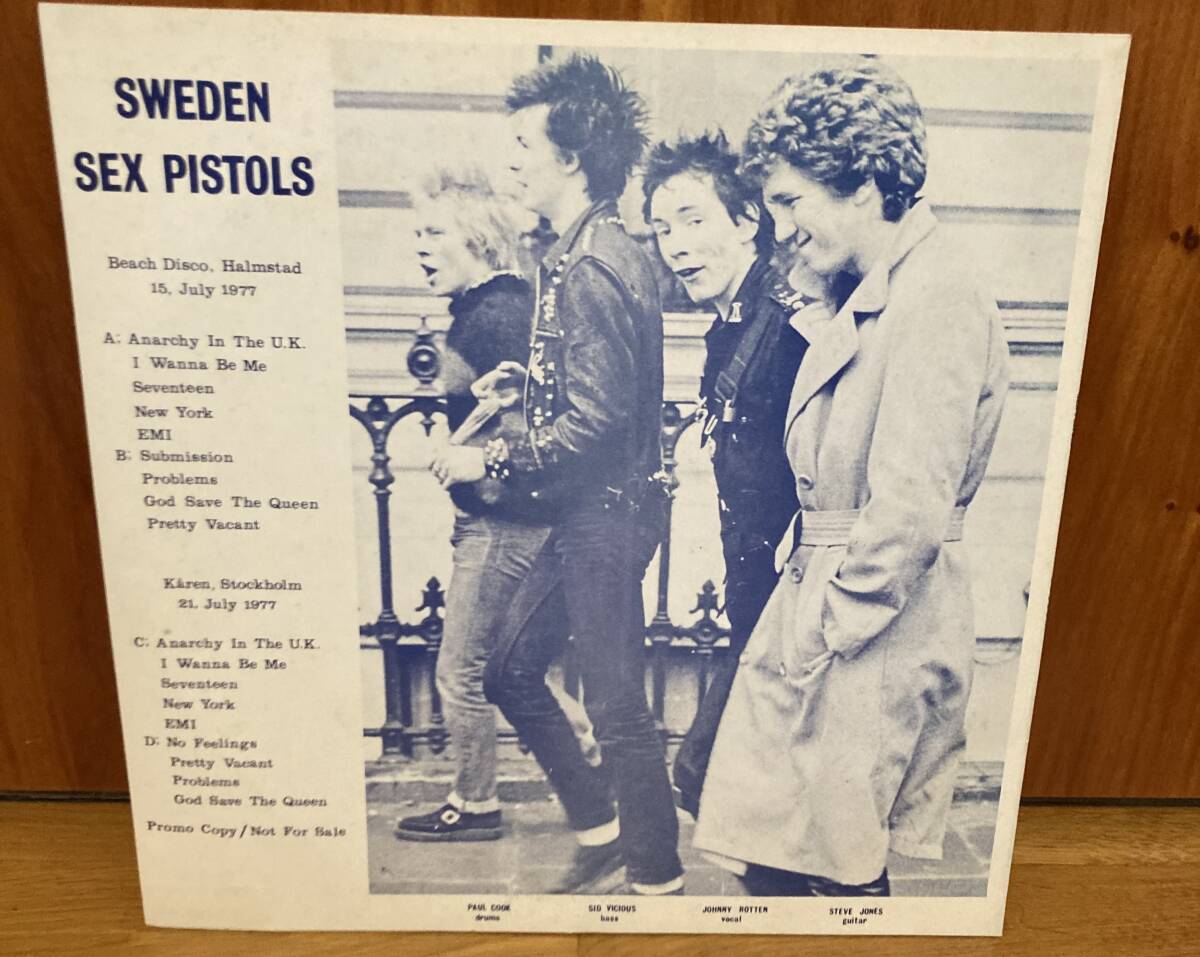 SWEDEN
SEX PISTOLS
Beach Disco, Halmstad
15, July 1977
A; Anarchy In The U.K.
I Wanna Be Me
Seventeen
New York
EMI
B; Submission
Problems
God Save The Queen
Pretty Vacant
Kåren, Stockholm
21. July 1977
C; Anarchy In The U.K.
I Wanna Be Me
Seventeen
New York
EMI
D; No Feelings
Pretty Vacant
Problems
God Save The Queen
Promo Copy/Not For Sale
PAUL COOK
drums
SID VICIOUS
bass
JOHNNY ROTTEN
vocal
STEVE JONES
guitar